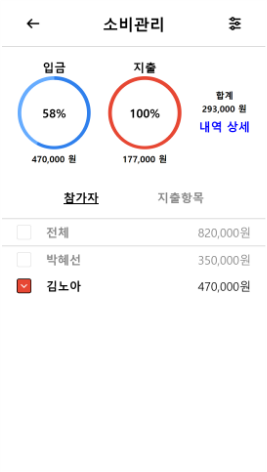 소비관리
입금
지출
58%
100%
합계
293,000 원
내역 상세
470,000 원
177,000 원
참가자
지출항목
전체
820,000원
박혜선
350,000원
김노아
470,000원